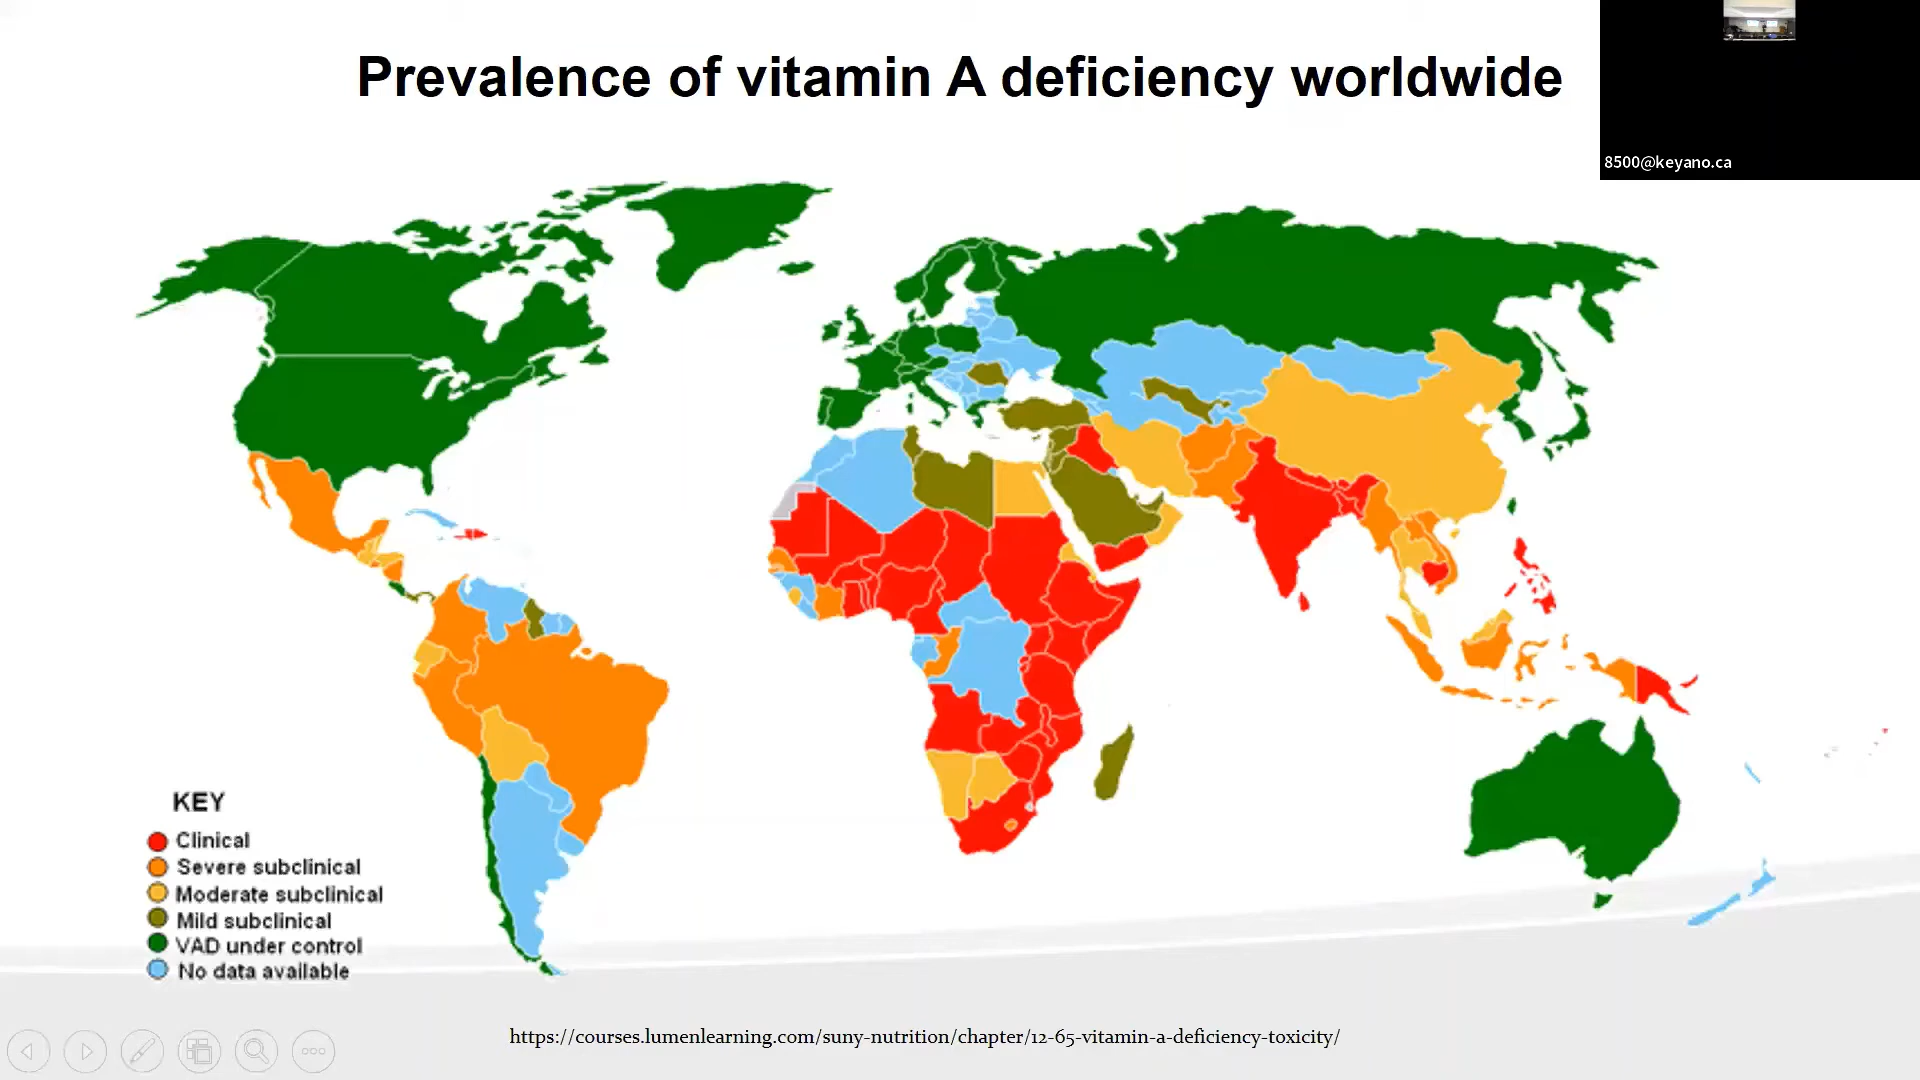 Prevalence of vitamin A deficiency worldwide
8500@keyano.ca
KEY
Clinical
Severe subclinical
Moderate subclinical
Mild subclinical
VAD under control
No data available
https://courses.lumenlearning.com/suny-nutrition/chapter/12-65-vitamin-a-deficiency-toxicity/